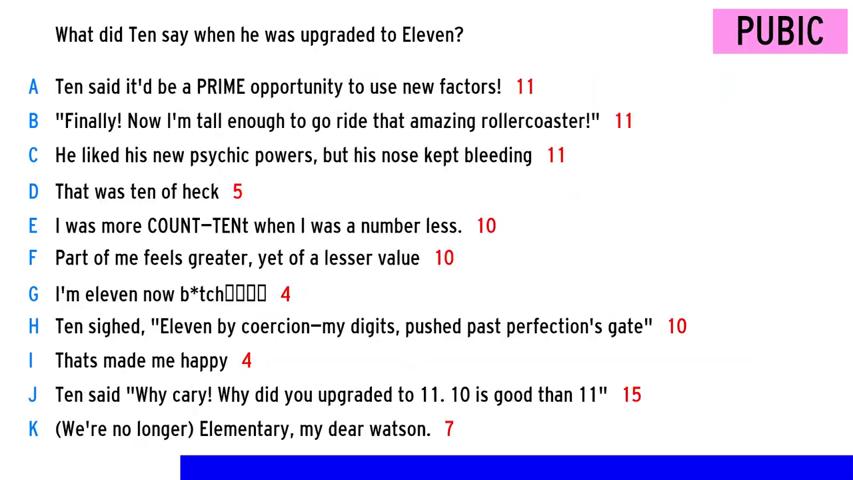 What did Ten say when he was upgraded to Eleven?
PUBIC
A Ten said it'd be a PRIME opportunity to use new factors! 11
B "Finally! Now I'm tall enough to go ride that amazing rollercoaster!" 11
C He liked his new psychic powers, but his nose kept bleeding 11
D That was ten of heck 5
E I was more COUNT–TENt when I was a number less. 10
F Part of me feels greater, yet of a lesser value 10
G I'm eleven now b*tch▯▯▯▯ 4
H Ten sighed, "Eleven by coercion–my digits, pushed past perfection's gate" 10
I Thats made me happy 4
J Ten said "Why cary! Why did you upgraded to 11. 10 is good than 11" 15
K (We're no longer) Elementary, my dear watson. 7